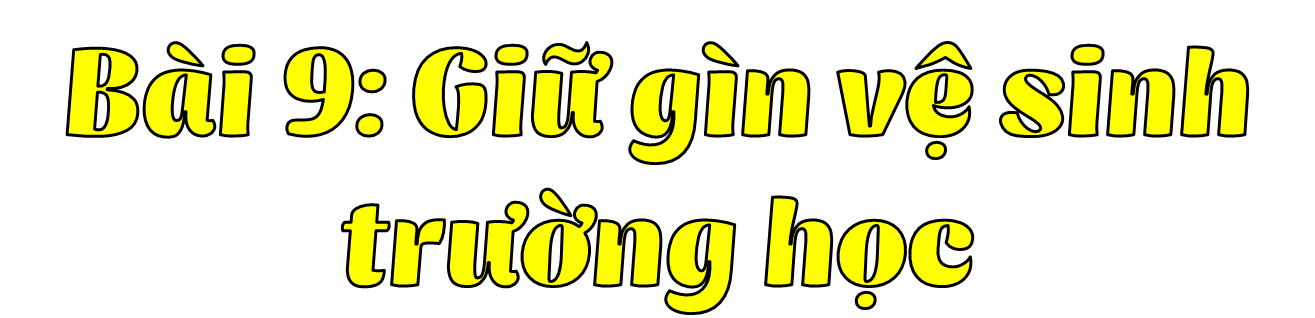 Bài 9: Giữ gìn vệ sinh
trường học